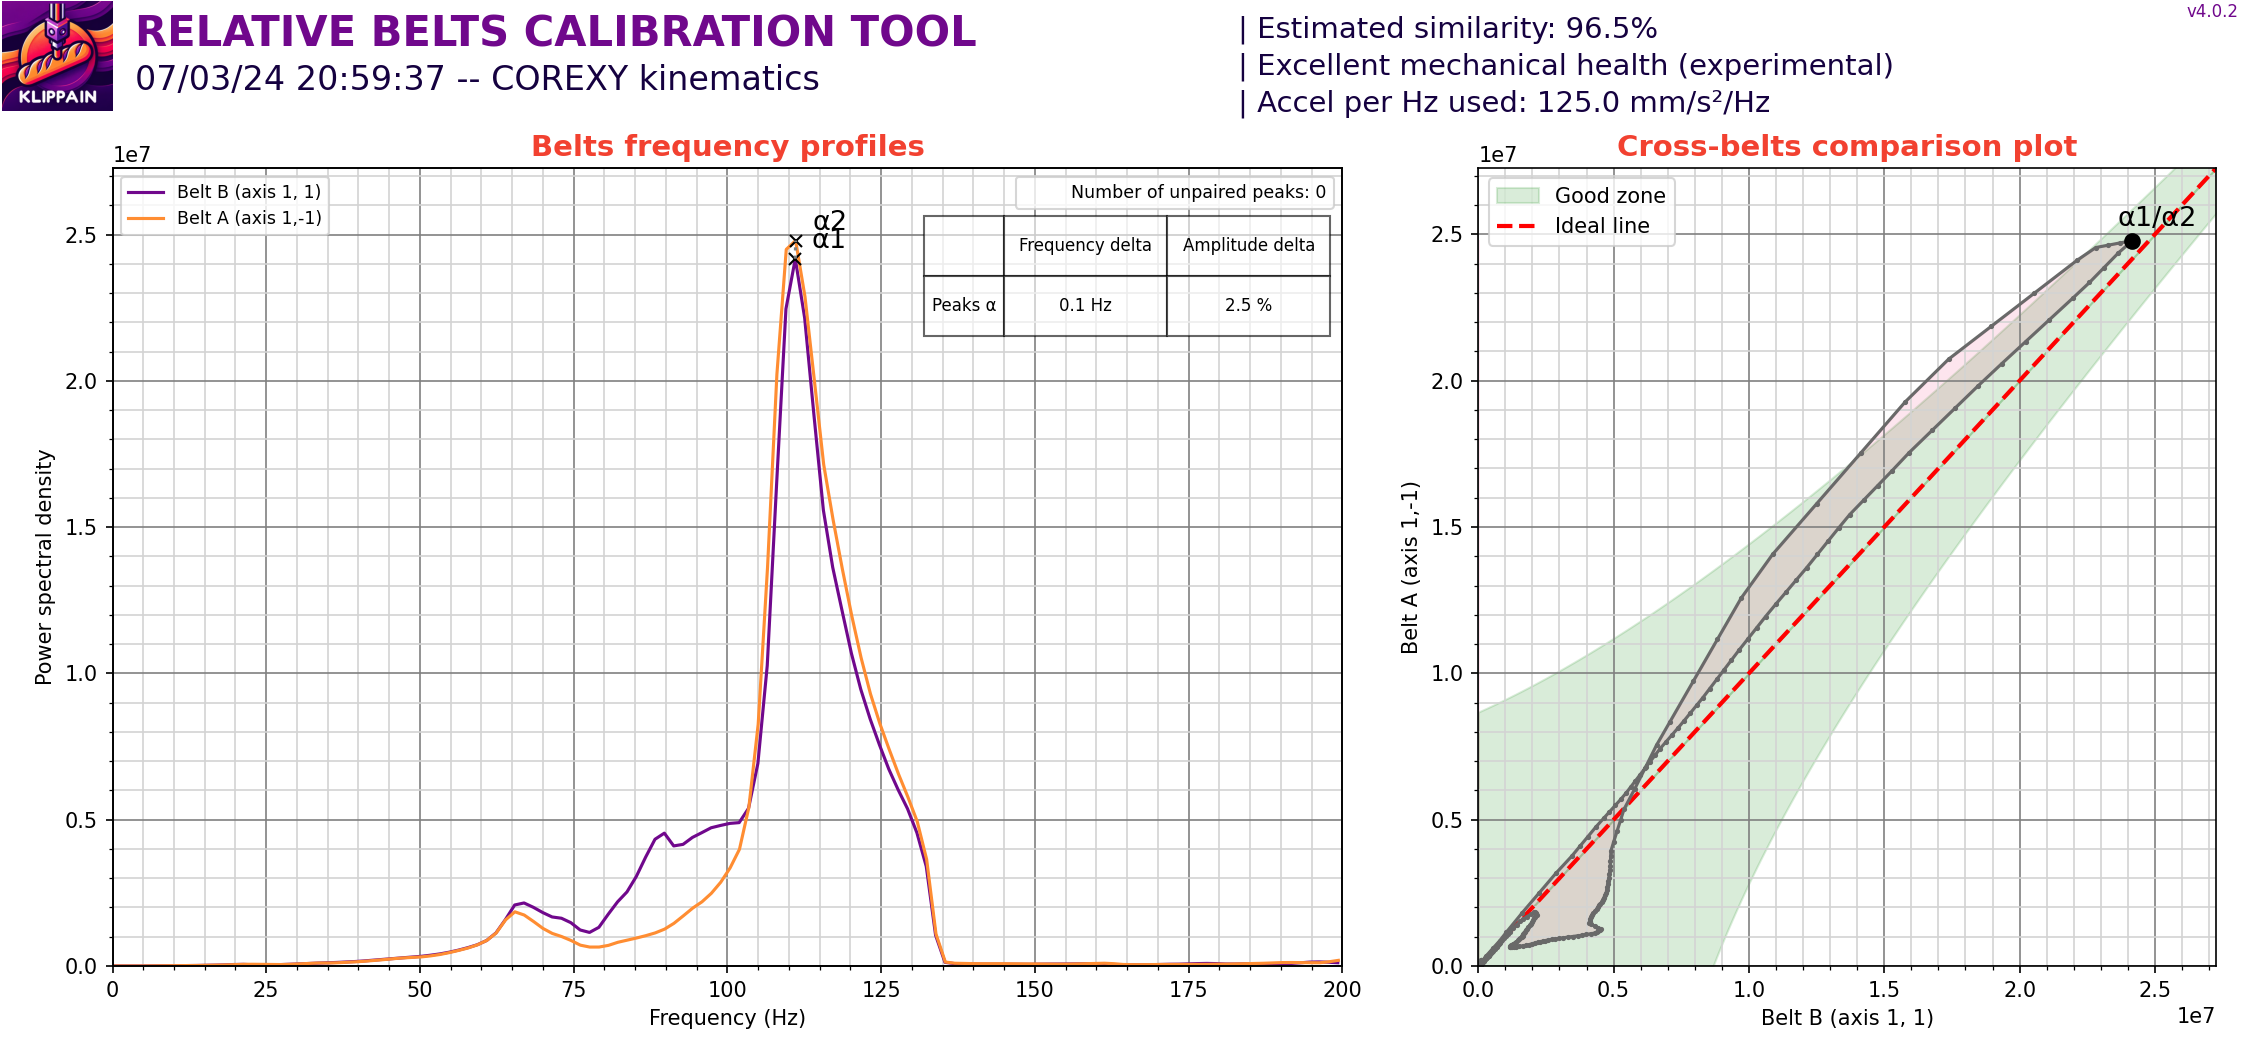 KLIPPAIN
RELATIVE BELTS CALIBRATION TOOL
07/03/24 20:59:37 -- COREXY kinematics
| Estimated similarity: 96.5%
| Excellent mechanical health (experimental)
| Accel per Hz used: 125.0 mm/s²/Hz
v4.0.2
Belts frequency profiles
1e7
Belt B (axis 1, 1)
Belt A (axis 1,-1)
Number of unpaired peaks: 0
Frequency delta Amplitude delta
Peaks α 0.1 Hz 2.5 %
α2
α1
2.5
2.0
1.5
1.0
0.5
0.0
Power spectral density
0 25 50 75 100 125 150 175 200
Frequency (Hz)
Cross-belts comparison plot
1e7
Good zone
Ideal line
α1/α2
2.5
2.0
1.5
1.0
0.5
0.0
Belt A (axis 1,-1)
0.0 0.5 1.0 1.5 2.0 2.5
Belt B (axis 1, 1)
1e7